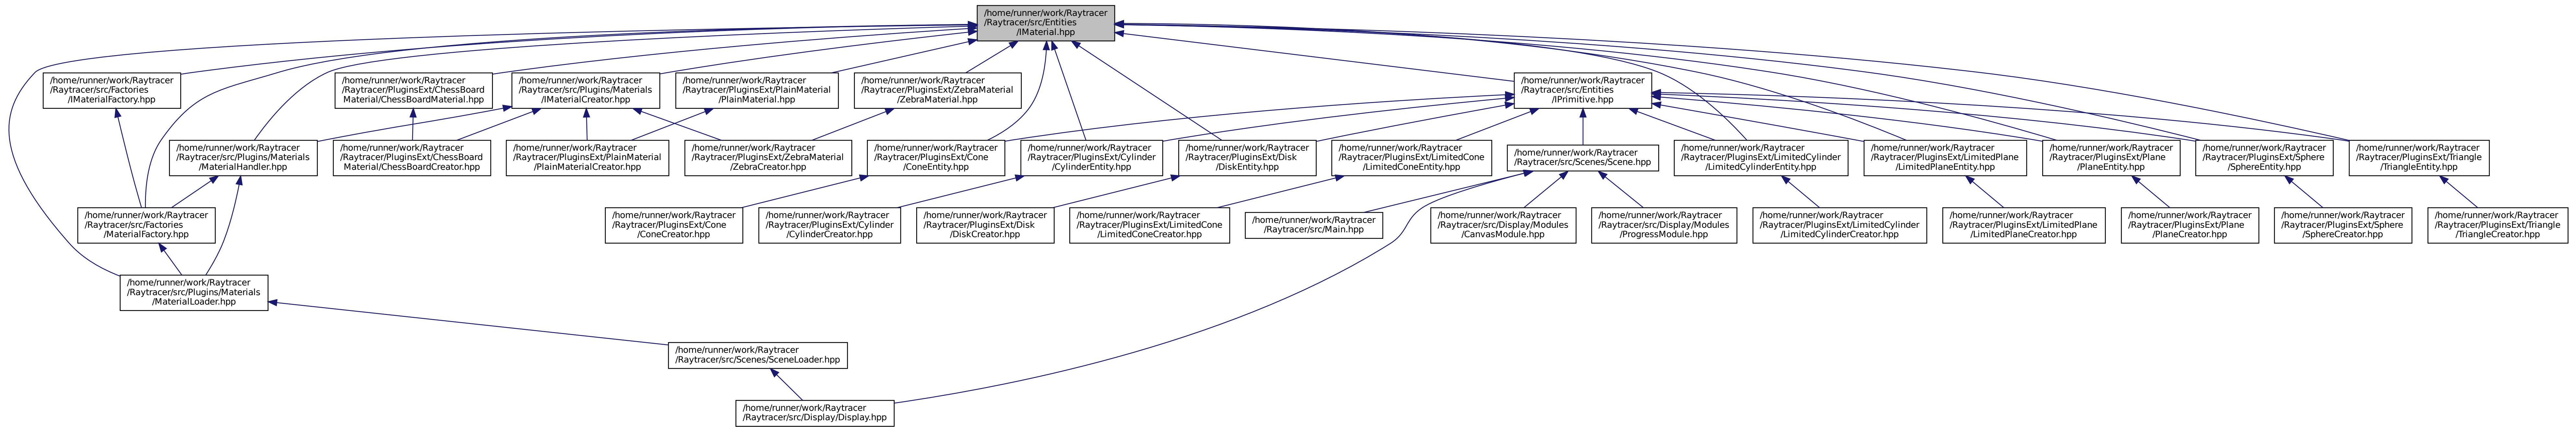 /home/runner/work/Raytracer
/Raytracer/src/Entities
/IMaterial.hpp
/home/runner/work/Raytracer
/Raytracer/src/Factories
/IMaterialFactory.hpp
/home/runner/work/Raytracer
/Raytracer/PluginsExt/ChessBoard
Material/ChessBoardMaterial.hpp
/home/runner/work/Raytracer
/Raytracer/src/Plugins/Materials
/IMaterialCreator.hpp
/home/runner/work/Raytracer
/Raytracer/PluginsExt/PlainMaterial
/PlainMaterial.hpp
/home/runner/work/Raytracer
/Raytracer/PluginsExt/ZebraMaterial
/ZebraMaterial.hpp
/home/runner/work/Raytracer
/Raytracer/src/Entities
/IPrimitive.hpp
/home/runner/work/Raytracer
/Raytracer/src/Plugins/Materials
/MaterialHandler.hpp
/home/runner/work/Raytracer
/Raytracer/PluginsExt/ChessBoard
Material/ChessBoardCreator.hpp
/home/runner/work/Raytracer
/Raytracer/PluginsExt/PlainMaterial
/PlainMaterialCreator.hpp
/home/runner/work/Raytracer
/Raytracer/PluginsExt/ZebraMaterial
/ZebraCreator.hpp
/home/runner/work/Raytracer
/Raytracer/PluginsExt/Cone
/ConeEntity.hpp
/home/runner/work/Raytracer
/Raytracer/PluginsExt/Cylinder
/CylinderEntity.hpp
/home/runner/work/Raytracer
/Raytracer/PluginsExt/Disk
/DiskEntity.hpp
/home/runner/work/Raytracer
/Raytracer/PluginsExt/LimitedCone
/LimitedConeEntity.hpp
/home/runner/work/Raytracer
/Raytracer/src/Scenes/Scene.hpp
/home/runner/work/Raytracer
/Raytracer/PluginsExt/LimitedCylinder
/LimitedCylinderEntity.hpp
/home/runner/work/Raytracer
/Raytracer/PluginsExt/LimitedPlane
/LimitedPlaneEntity.hpp
/home/runner/work/Raytracer
/Raytracer/PluginsExt/Plane
/PlaneEntity.hpp
/home/runner/work/Raytracer
/Raytracer/PluginsExt/Sphere
/SphereEntity.hpp
/home/runner/work/Raytracer
/Raytracer/PluginsExt/Triangle
/TriangleEntity.hpp
/home/runner/work/Raytracer
/Raytracer/src/Factories
/MaterialFactory.hpp
/home/runner/work/Raytracer
/Raytracer/PluginsExt/Cone
/ConeCreator.hpp
/home/runner/work/Raytracer
/Raytracer/PluginsExt/Cylinder
/CylinderCreator.hpp
/home/runner/work/Raytracer
/Raytracer/PluginsExt/Disk
/DiskCreator.hpp
/home/runner/work/Raytracer
/Raytracer/PluginsExt/LimitedCone
/LimitedConeCreator.hpp
/home/runner/work/Raytracer
/Raytracer/src/Main.hpp
/home/runner/work/Raytracer
/Raytracer/src/Display/Modules
/CanvasModule.hpp
/home/runner/work/Raytracer
/Raytracer/src/Display/Modules
/ProgressModule.hpp
/home/runner/work/Raytracer
/Raytracer/PluginsExt/LimitedCylinder
/LimitedCylinderCreator.hpp
/home/runner/work/Raytracer
/Raytracer/PluginsExt/LimitedPlane
/LimitedPlaneCreator.hpp
/home/runner/work/Raytracer
/Raytracer/PluginsExt/Plane
/PlaneCreator.hpp
/home/runner/work/Raytracer
/Raytracer/PluginsExt/Sphere
/SphereCreator.hpp
/home/runner/work/Raytracer
/Raytracer/PluginsExt/Triangle
/TriangleCreator.hpp
/home/runner/work/Raytracer
/Raytracer/src/Plugins/Materials
/MaterialLoader.hpp
/home/runner/work/Raytracer
/Raytracer/src/Scenes/SceneLoader.hpp
/home/runner/work/Raytracer
/Raytracer/src/Display/Display.hpp